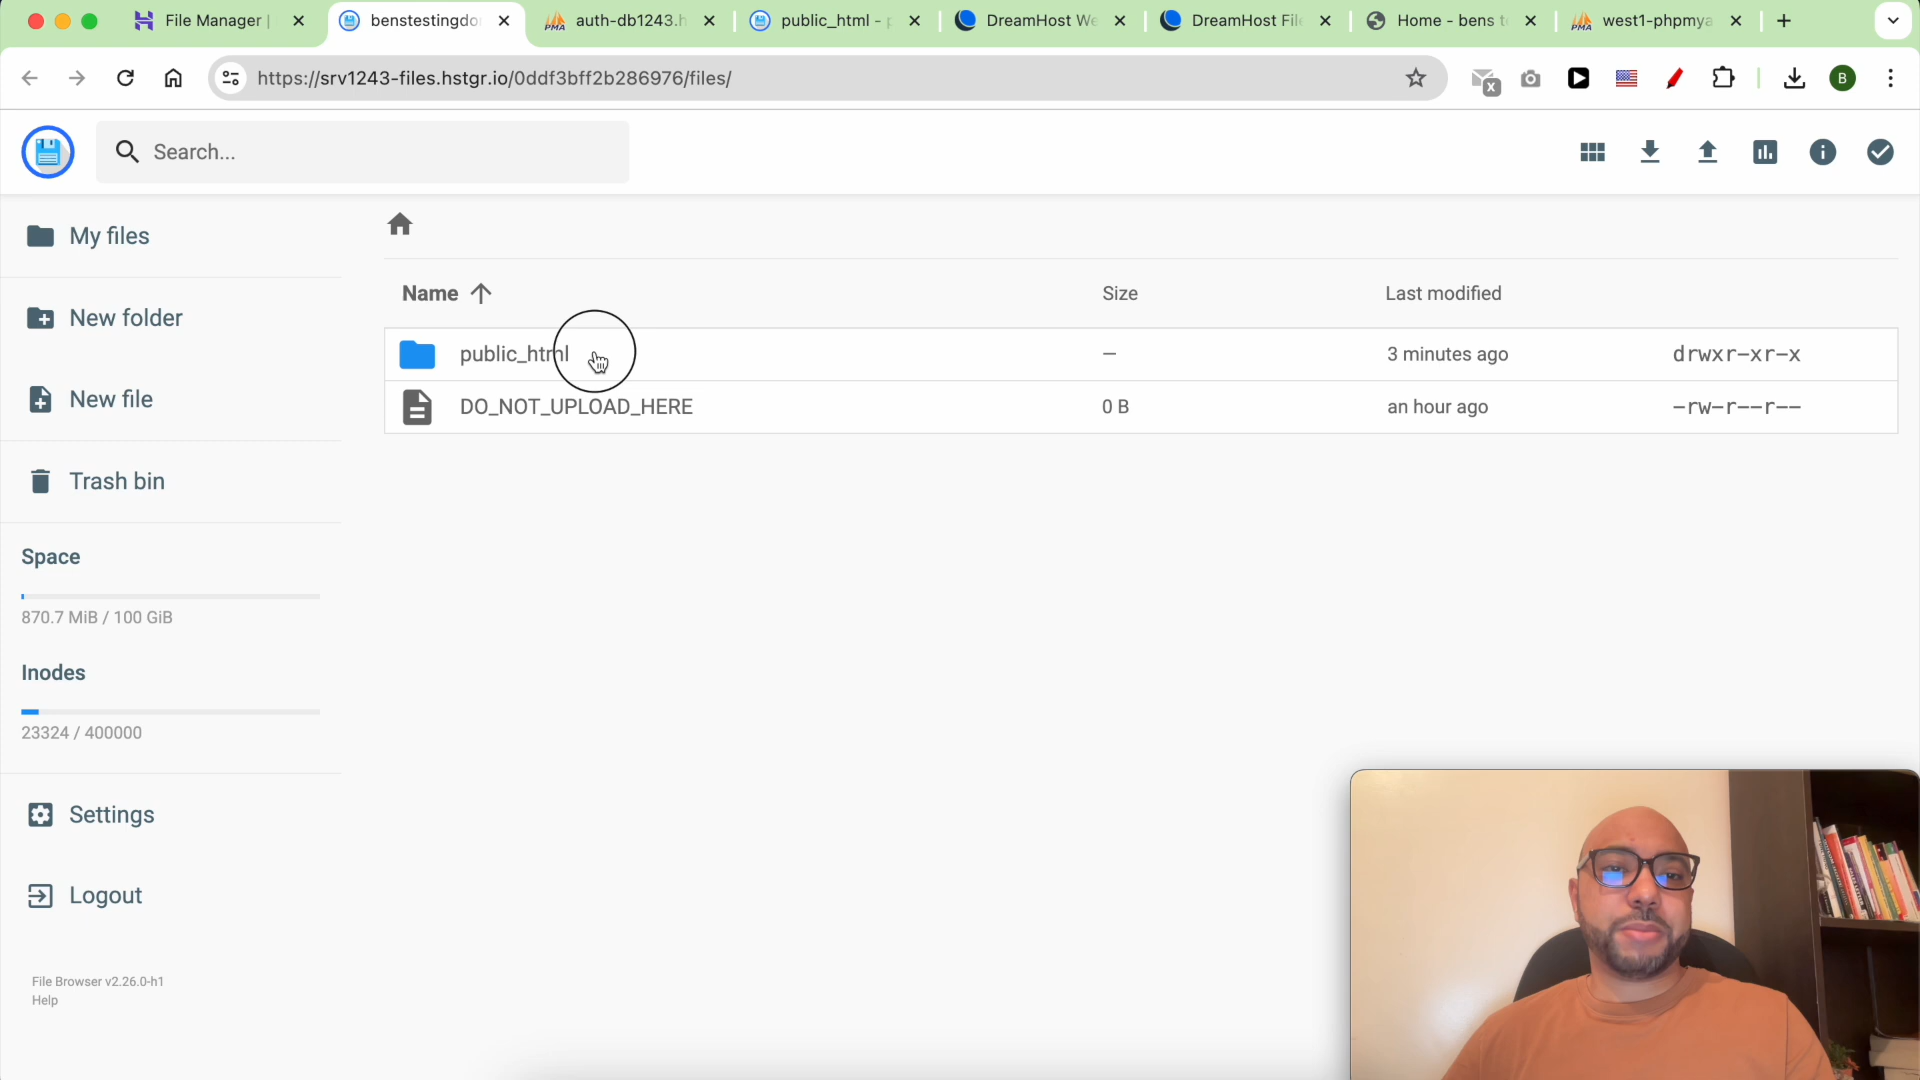 File Manager |
benstestingdo
auth-db1243.h
public_html - p
DreamHost We
DreamHost File
Home - bens t
west1-phpmya
https://srv1243-files.hstgr.io/0ddf3bff2b286976/files/
x
B
Search...
My files
New folder
New file
Trash bin
Space
870.7 MiB / 100 GiB
Inodes
23324 / 400000
Settings
Logout
File Browser v2.26.0-h1
Help
Name Size Last modified
public_html — 3 minutes ago drwxr-xr-x
DO_NOT_UPLOAD_HERE 0 B an hour ago -rw-r--r--